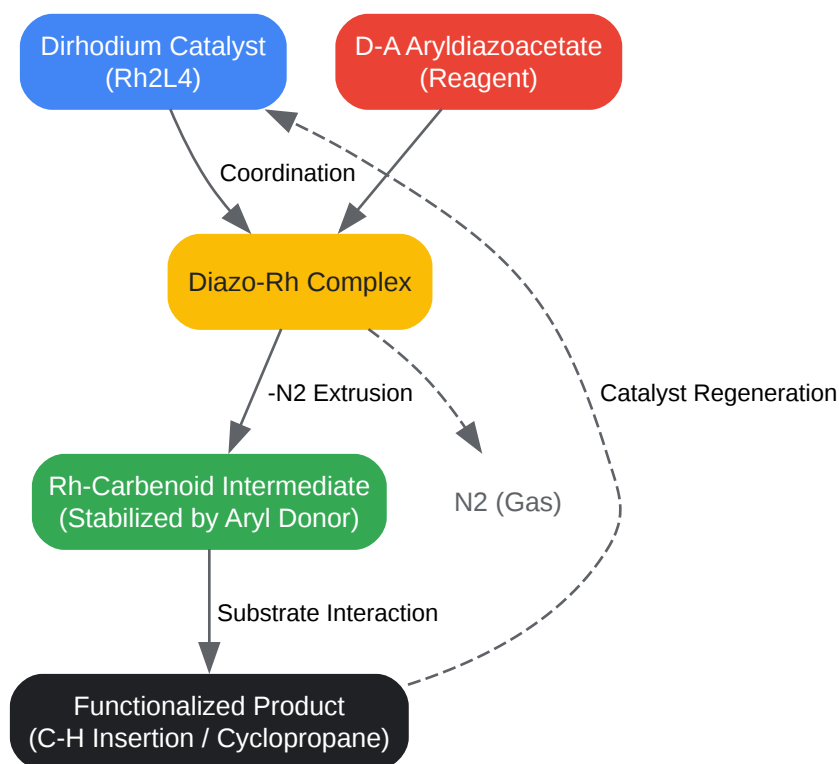 Dirhodium Catalyst
(Rh2L4)
D-A Aryldiazoacetate
(Reagent)
Coordination
Diazo-Rh Complex
-N2 Extrusion
Catalyst Regeneration
Rh-Carbenoid Intermediate
(Stabilized by Aryl Donor)
N2 (Gas)
Substrate Interaction
Functionalized Product
(C-H Insertion / Cyclopropane)